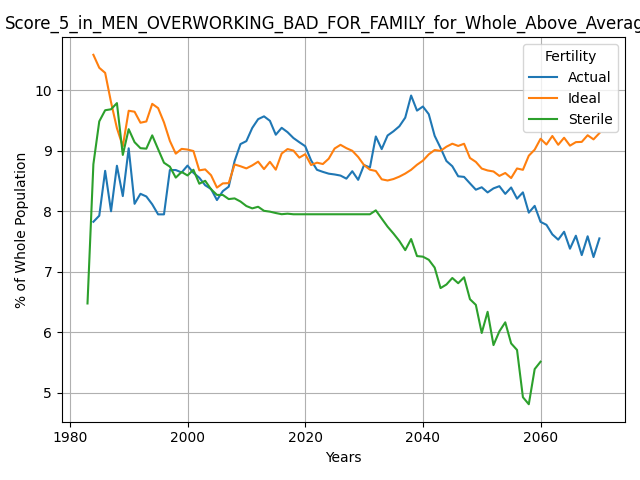 Score_5_in_MEN_OVERWORKING_BAD_FOR_FAMILY_for_Whole_Above_Averag
Fertility
Actual
Ideal
Sterile
% of Whole Population
10
9
8
7
6
5
1980 2000 2020 2040 2060
Years